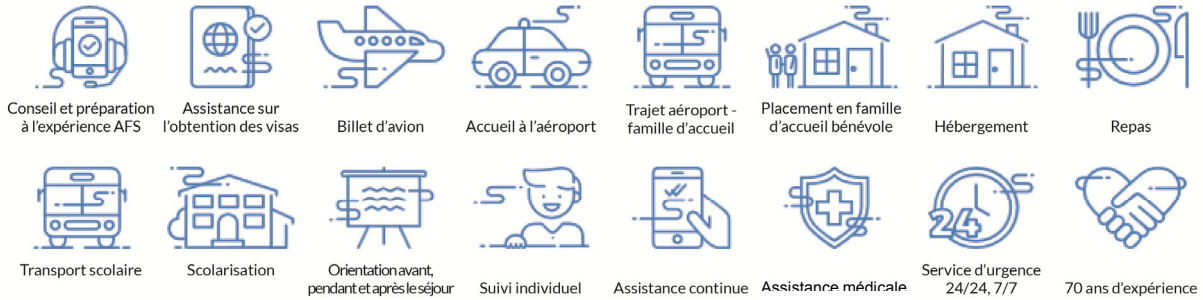 Conseil et préparation
à l'expérience AFS
Assistance sur
l'obtention des visas
Billet d'avion
Accueil à l'aéroport
Trajet aéroport -
famille d'accueil
Placement en famille
d'accueil bénévole
Hébergement
Repas
24
Transport scolaire
Scolarisation
Orientation avant,
pendant et après le séjour
Suivi individuel
Assistance continue
Assistance médicale
Service d'urgence
24/24, 7/7
70 ans d'expérience